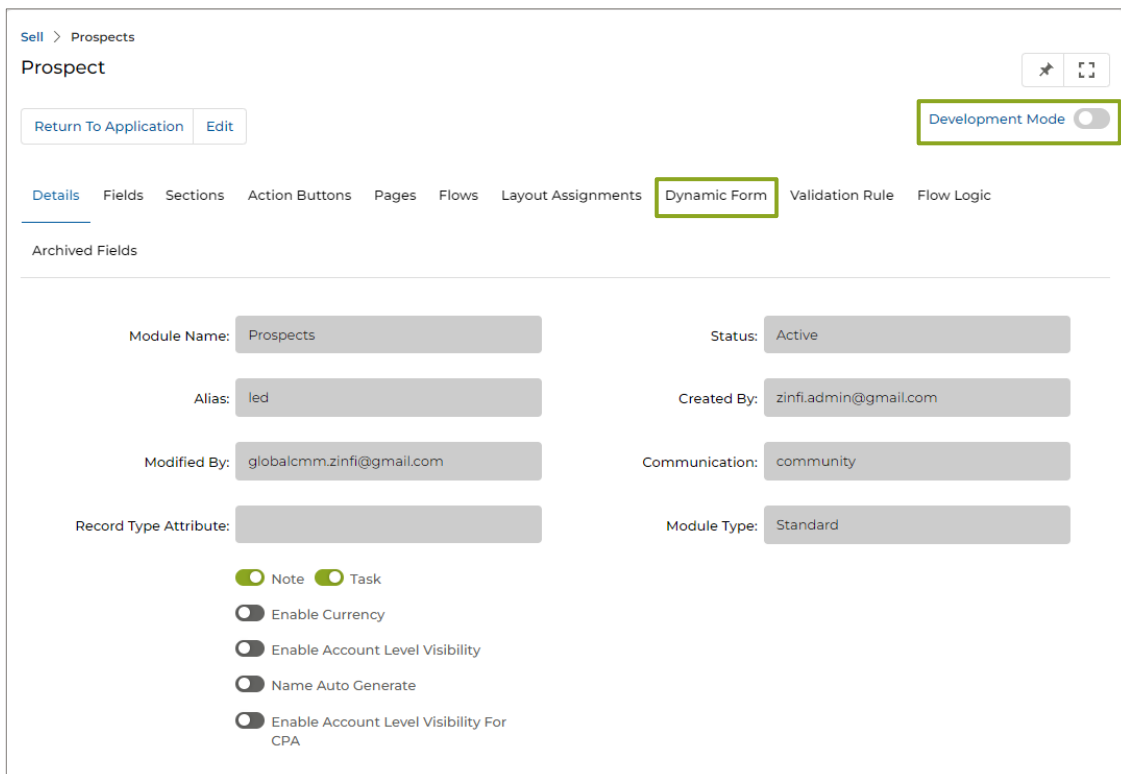 Sell > Prospects
Prospect
Return To Application Edit
Development Mode
Details Fields Sections Action Buttons Pages Flows Layout Assignments Dynamic Form Validation Rule Flow Logic
Archived Fields
Module Name: Prospects Status: Active
Alias: led Created By: zinfi.admin@gmail.com
Modified By: globalcmm.zinfi@gmail.com Communication: community
Record Type Attribute: Module Type: Standard
Note Task
Enable Currency
Enable Account Level Visibility
Name Auto Generate
Enable Account Level Visibility For
CPA